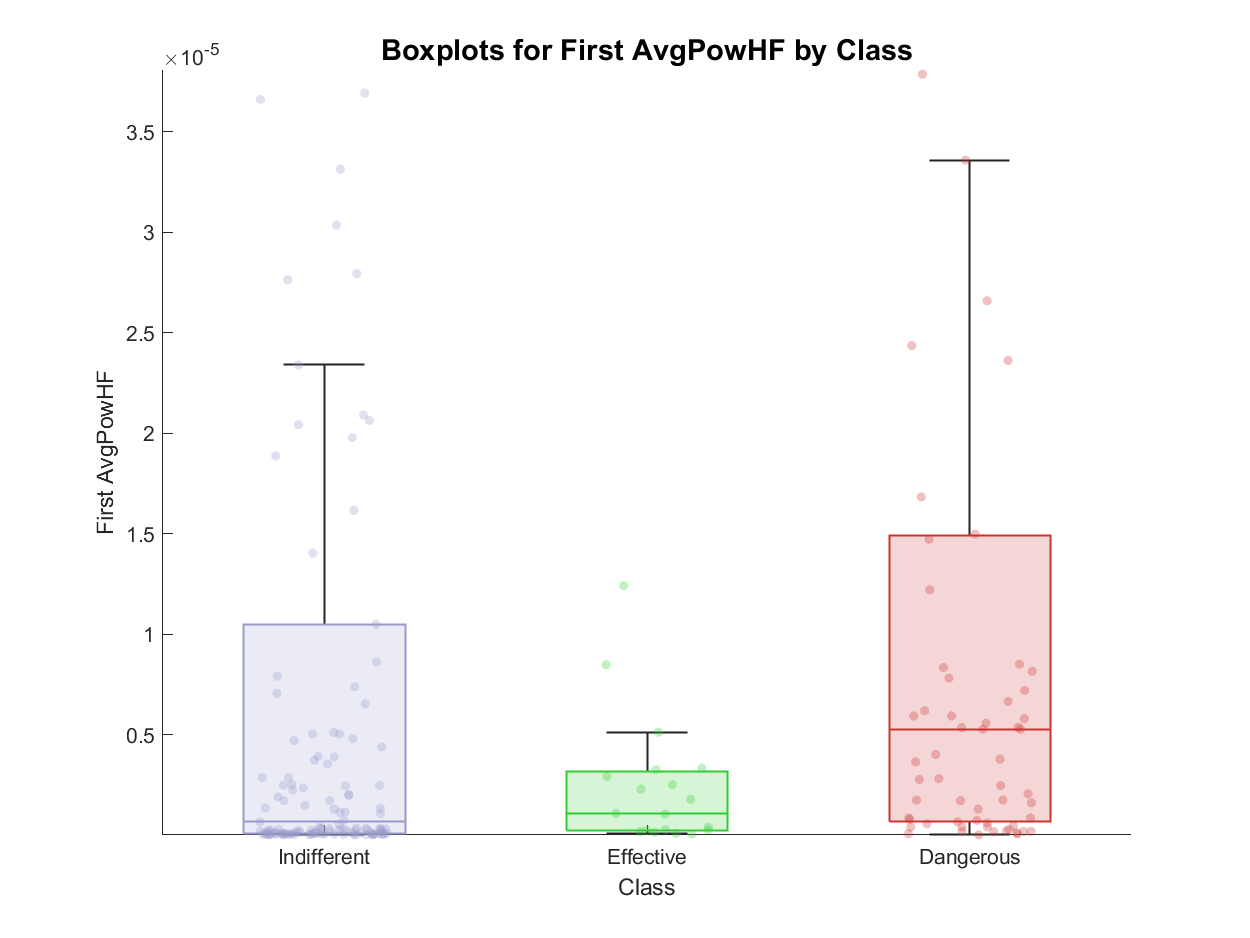 Boxplots for First AvgPowHF by Class
×10-5
3.5
3
2.5
2
1.5
1
0.5
First AvgPowHF
Indifferent Effective Dangerous
Class